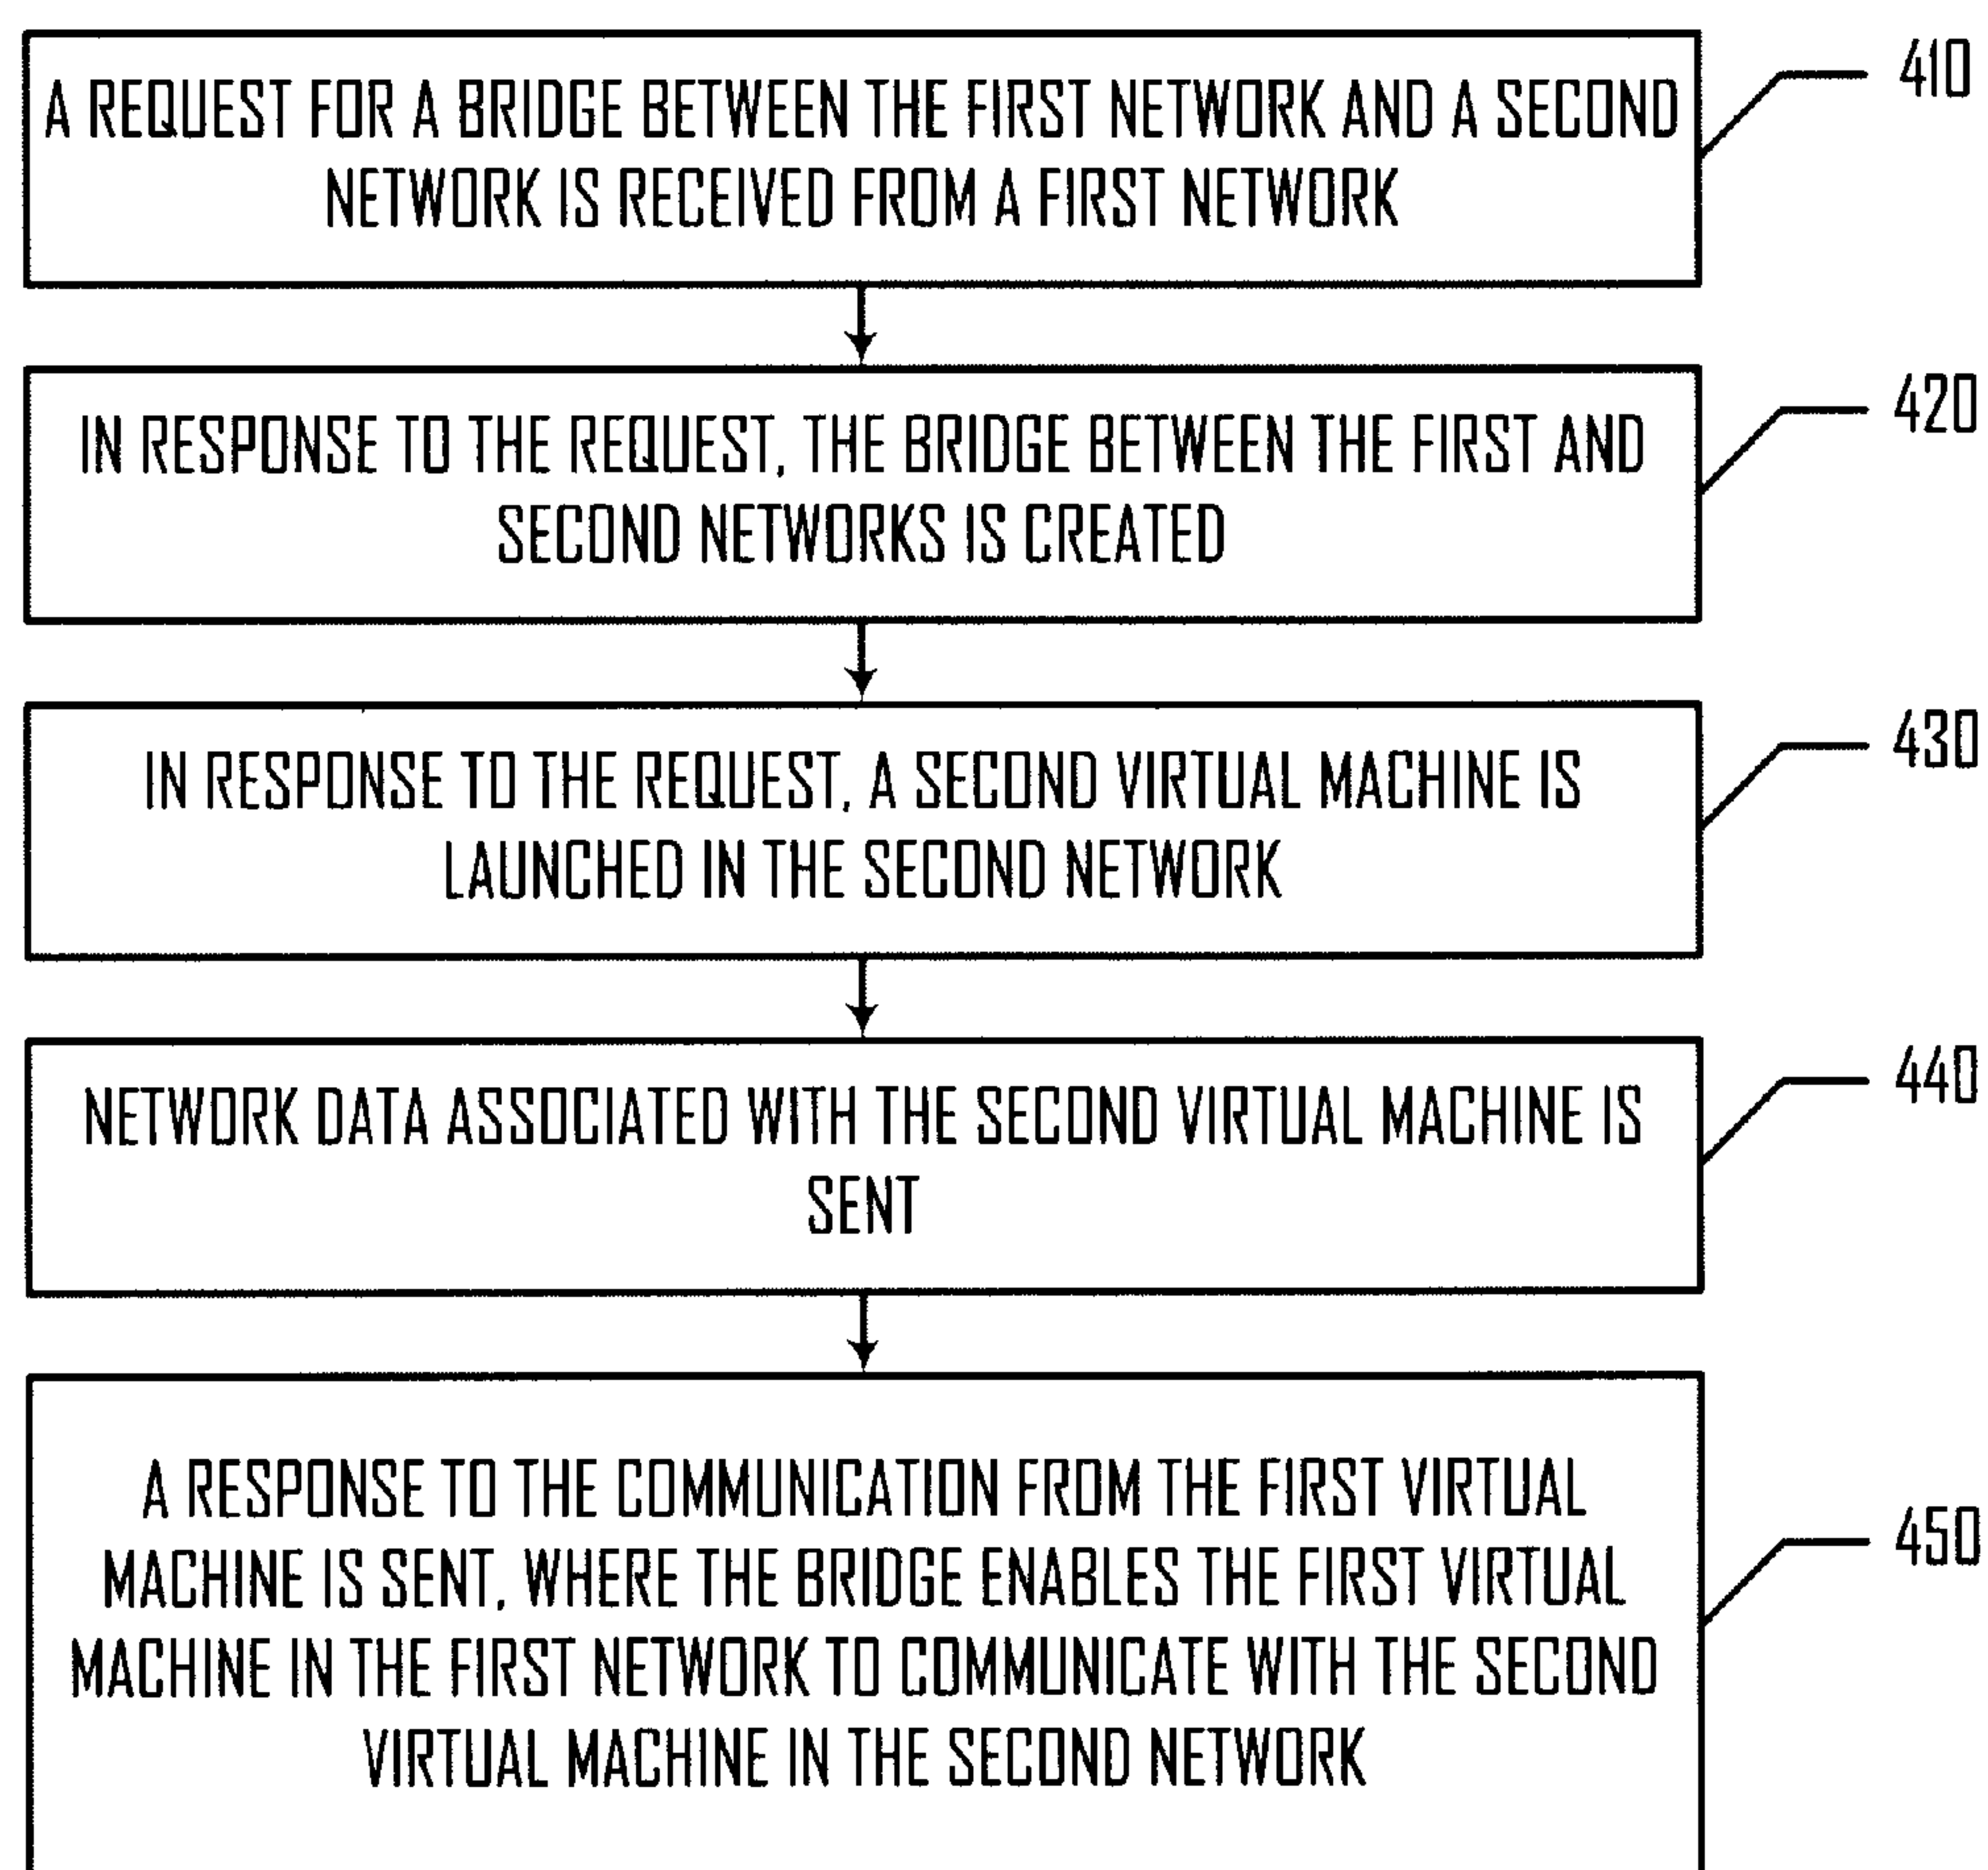 A REQUEST FOR A BRIDGE BETWEEN THE FIRST NETWORK AND A SECOND
NETWORK IS RECEIVED FROM A FIRST NETWORK
410
IN RESPONSE TO THE REQUEST, THE BRIDGE BETWEEN THE FIRST AND
SECOND NETWORKS IS CREATED
420
IN RESPONSE TO THE REQUEST, A SECOND VIRTUAL MACHINE IS
LAUNCHED IN THE SECOND NETWORK
430
NETWORK DATA ASSOCIATED WITH THE SECOND VIRTUAL MACHINE IS
SENT
440
A RESPONSE TO THE COMMUNICATION FROM THE FIRST VIRTUAL
MACHINE IS SENT, WHERE THE BRIDGE ENABLES THE FIRST VIRTUAL
MACHINE IN THE FIRST NETWORK TO COMMUNICATE WITH THE SECOND
VIRTUAL MACHINE IN THE SECOND NETWORK
450